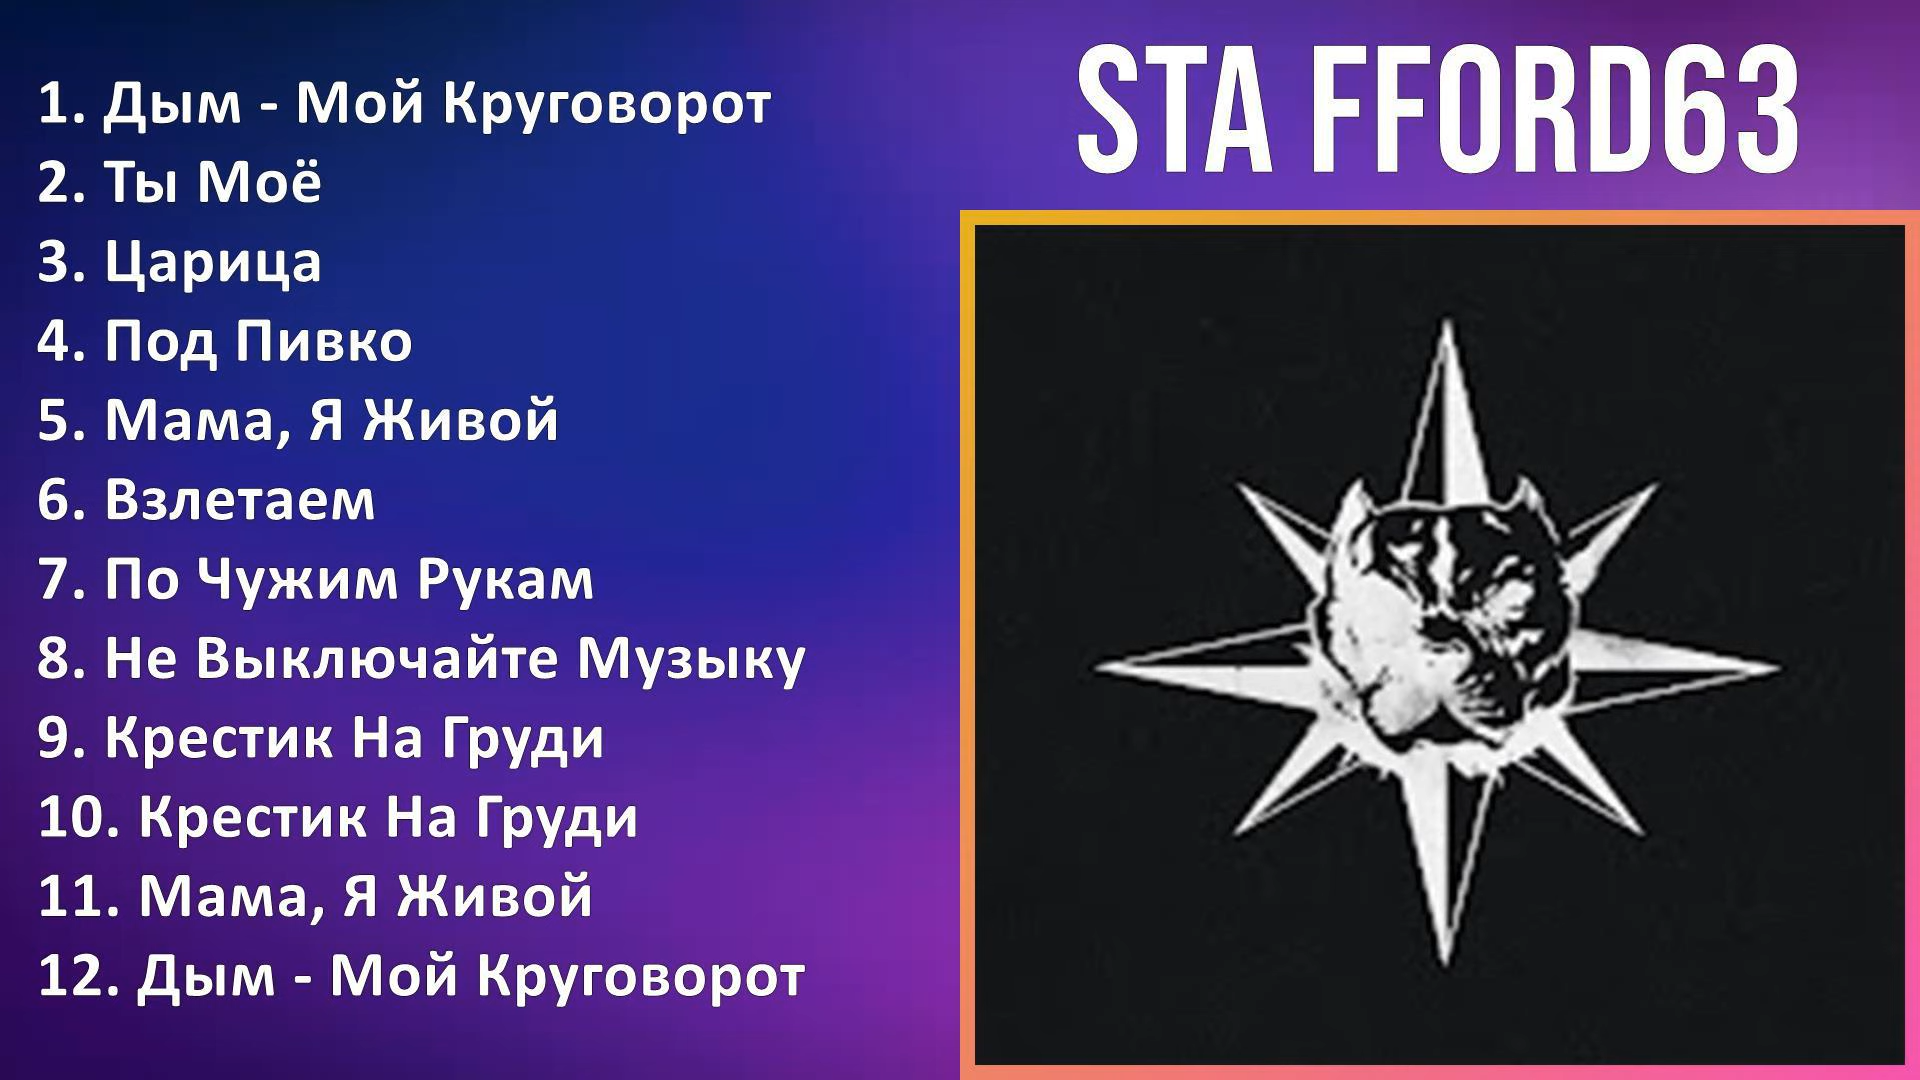 STA FFORD63
1. Дым - Мой Круговорот
2. Ты Моё
3. Царица
4. Под Пивко
5. Мама, Я Живой
6. Взлетаем
7. По Чужим Рукам
8. Не Выключайте Музыку
9. Крестик На Груди
10. Крестик На Груди
11. Мама, Я Живой
12. Дым - Мой Круговорот